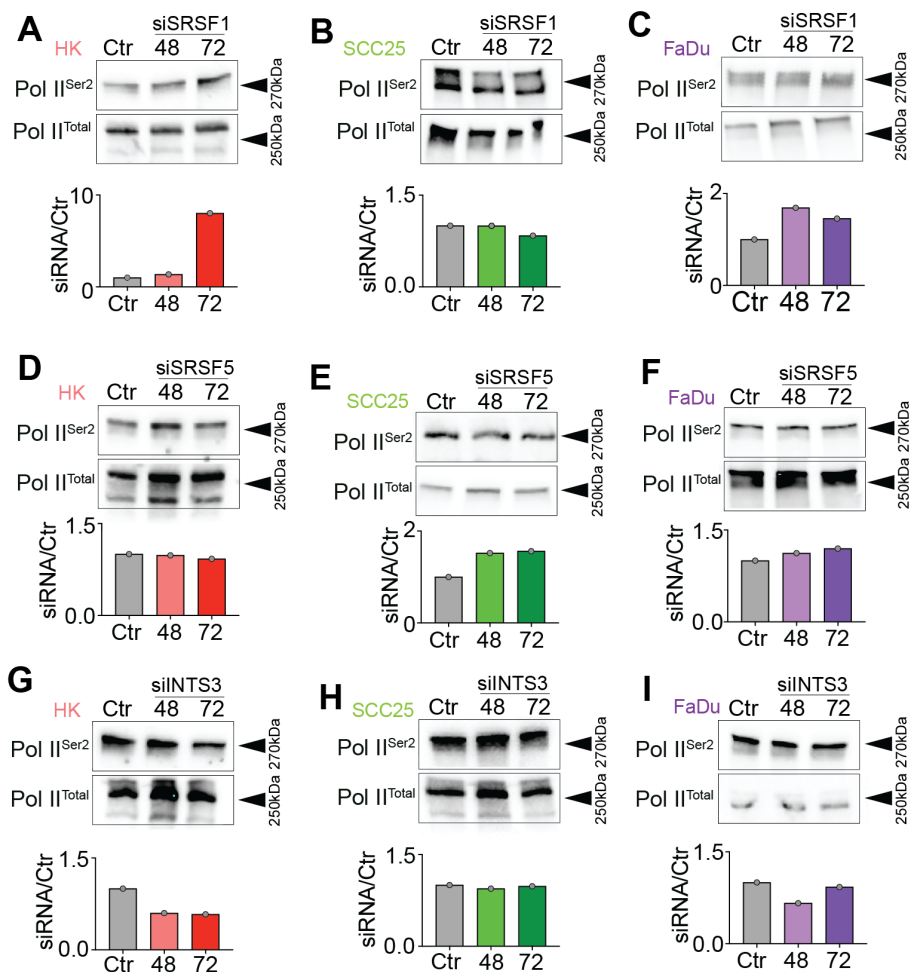 A
HK
siSRSF1
Ctr 48 72
Pol II^Ser2
270kDa
Pol II^Total
250kDa
siRNA/Ctr
10
0
Ctr 48 72
B
SCC25
siSRSF1
Ctr 48 72
Pol II^Ser2
270kDa
Pol II^Total
250kDa
siRNA/Ctr
1.5
0.0
Ctr 48 72
C
FaDu
siSRSF1
Ctr 48 72
Pol II^Ser2
270kDa
Pol II^Total
250kDa
siRNA/Ctr
2
0
Ctr 48 72
D
HK
siSRSF5
Ctr 48 72
Pol II^Ser2
270kDa
Pol II^Total
250kDa
siRNA/Ctr
1.5
0.0
Ctr 48 72
E
SCC25
siSRSF5
Ctr 48 72
Pol II^Ser2
270kDa
Pol II^Total
250kDa
siRNA/Ctr
2
0
Ctr 48 72
F
FaDu
siSRSF5
Ctr 48 72
Pol II^Ser2
270kDa
Pol II^Total
250kDa
siRNA/Ctr
1.5
0.0
Ctr 48 72
G
HK
siINTS3
Ctr 48 72
Pol II^Ser2
270kDa
Pol II^Total
250kDa
siRNA/Ctr
1.5
0.0
Ctr 48 72
H
SCC25
siINTS3
Ctr 48 72
Pol II^Ser2
270kDa
Pol II^Total
250kDa
siRNA/Ctr
1.5
0.0
Ctr 48 72
I
FaDu
siINTS3
Ctr 48 72
Pol II^Ser2
270kDa
Pol II^Total
250kDa
siRNA/Ctr
1.5
0.0
Ctr 48 72